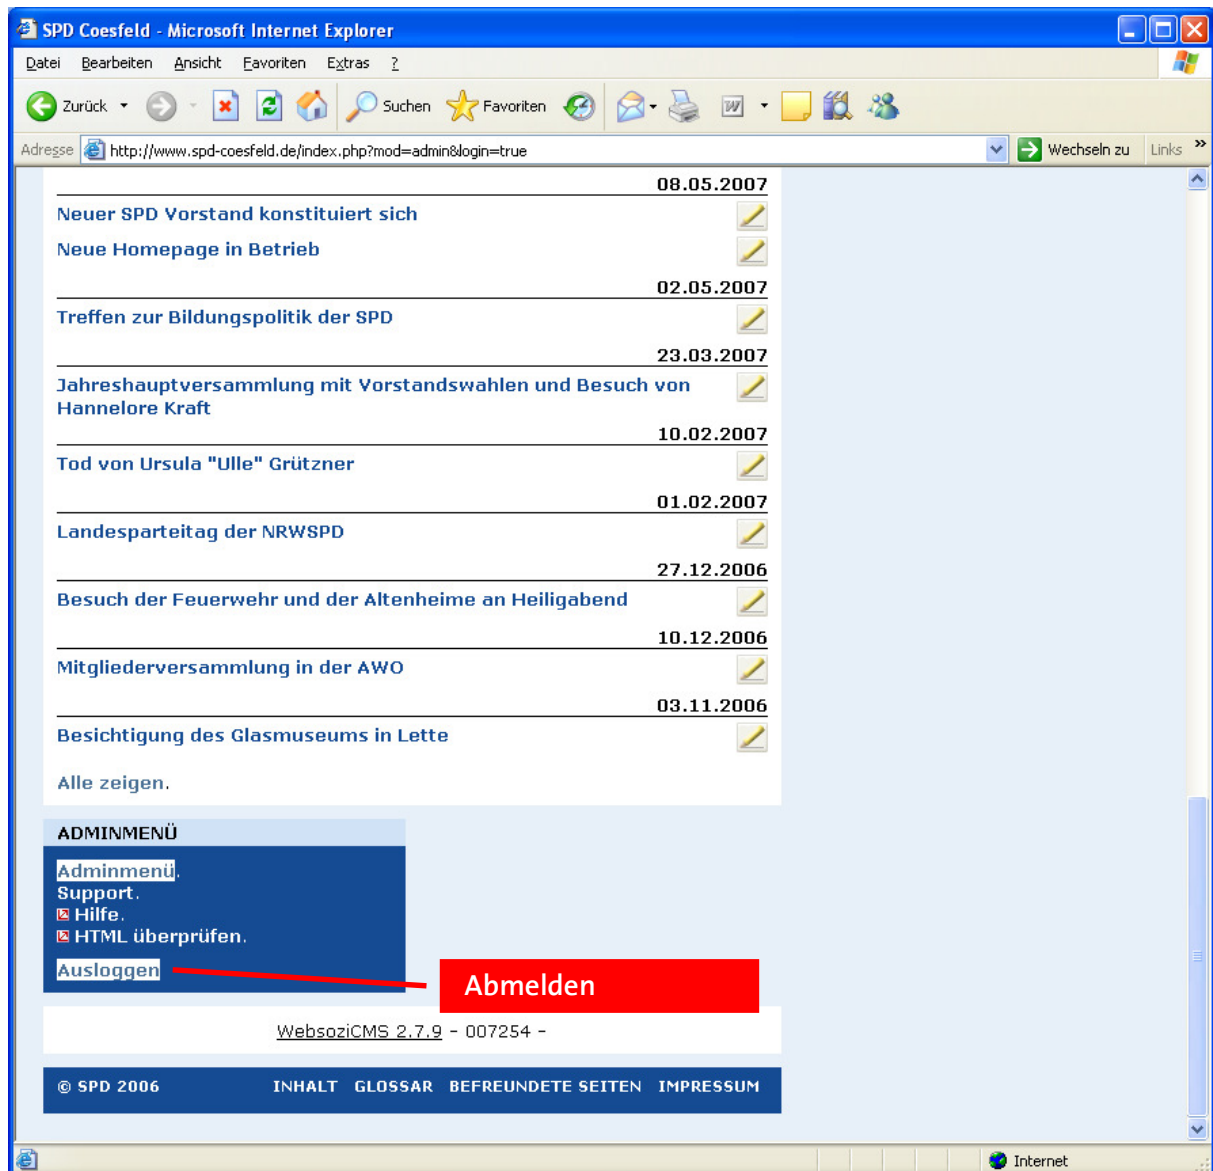 SPD Coesfeld - Microsoft Internet Explorer
Datei Bearbeiten Ansicht Favoriten Extras ?
Zurück Suchen Favoriten
Adresse http://www.spd-coesfeld.de/index.php?mod=admin&login=true Wechseln zu Links »
08.05.2007
Neuer SPD Vorstand konstituiert sich
Neue Homepage in Betrieb
02.05.2007
Treffen zur Bildungspolitik der SPD
23.03.2007
Jahreshauptversammlung mit Vorstandswahlen und Besuch von
Hannelore Kraft
10.02.2007
Tod von Ursula "Ulle" Grützner
01.02.2007
Landesparteitag der NRWSPD
27.12.2006
Besuch der Feuerwehr und der Altenheime an Heiligabend
10.12.2006
Mitgliederversammlung in der AWO
03.11.2006
Besichtigung des Glasmuseums in Lette
Alle zeigen.
ADMINMENÜ
Adminmenü.
Support.
Hilfe.
HTML überprüfen.
Ausloggen
Abmelden
WebsoziCMS 2.7.9 - 007254 -
© SPD 2006 INHALT GLOSSAR BEFREUNDETE SEITEN IMPRESSUM
Internet